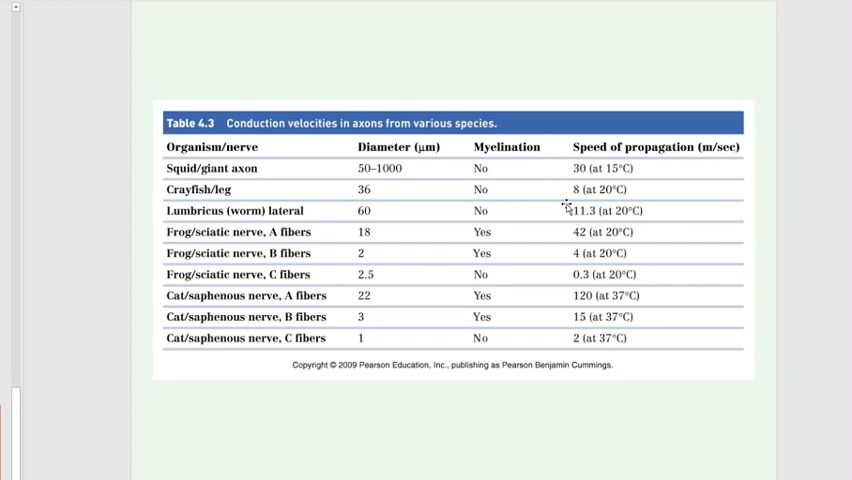 Table 4.3 Conduction velocities in axons from various species.
Organism/nerve Diameter (μm) Myelination Speed of propagation (m/sec)
Squid/giant axon 50–1000 No 30 (at 15°C)
Crayfish/leg 36 No 8 (at 20°C)
Lumbricus (worm) lateral 60 No 11.3 (at 20°C)
Frog/sciatic nerve, A fibers 18 Yes 42 (at 20°C)
Frog/sciatic nerve, B fibers 2 Yes 4 (at 20°C)
Frog/sciatic nerve, C fibers 2.5 No 0.3 (at 20°C)
Cat/saphenous nerve, A fibers 22 Yes 120 (at 37°C)
Cat/saphenous nerve, B fibers 3 Yes 15 (at 37°C)
Cat/saphenous nerve, C fibers 1 No 2 (at 37°C)
Copyright © 2009 Pearson Education, Inc., publishing as Pearson Benjamin Cummings.